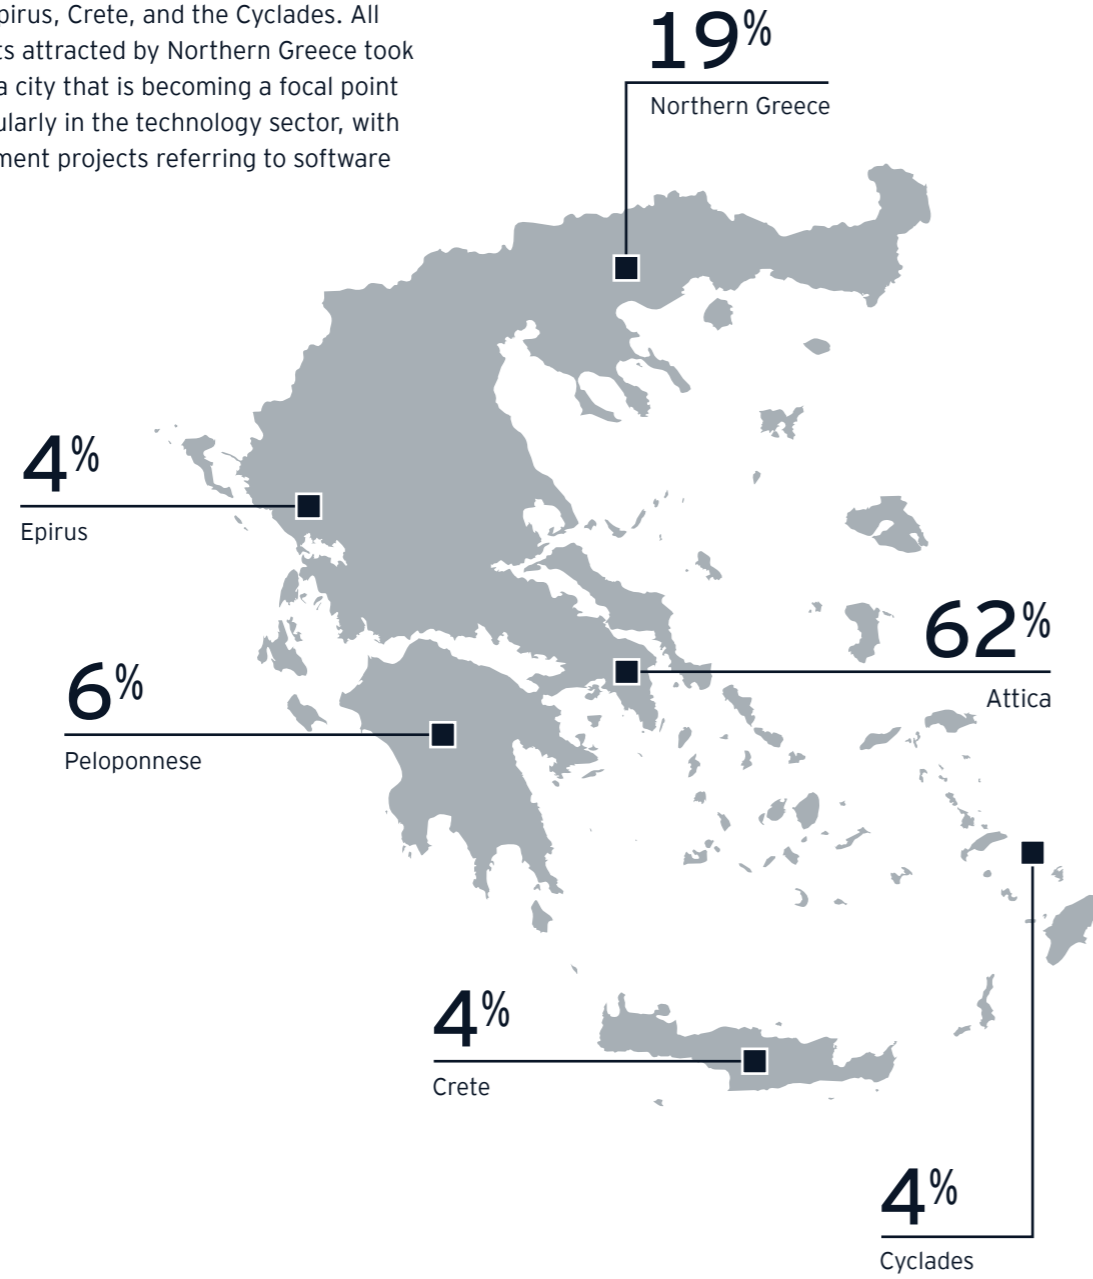 pirus, Crete, and the Cyclades. All
ts attracted by Northern Greece took
a city that is becoming a focal point
ularly in the technology sector, with
ment projects referring to software
19%
Northern Greece
4%
Epirus
62%
Attica
6%
Peloponnese
4%
Crete
4%
Cyclades